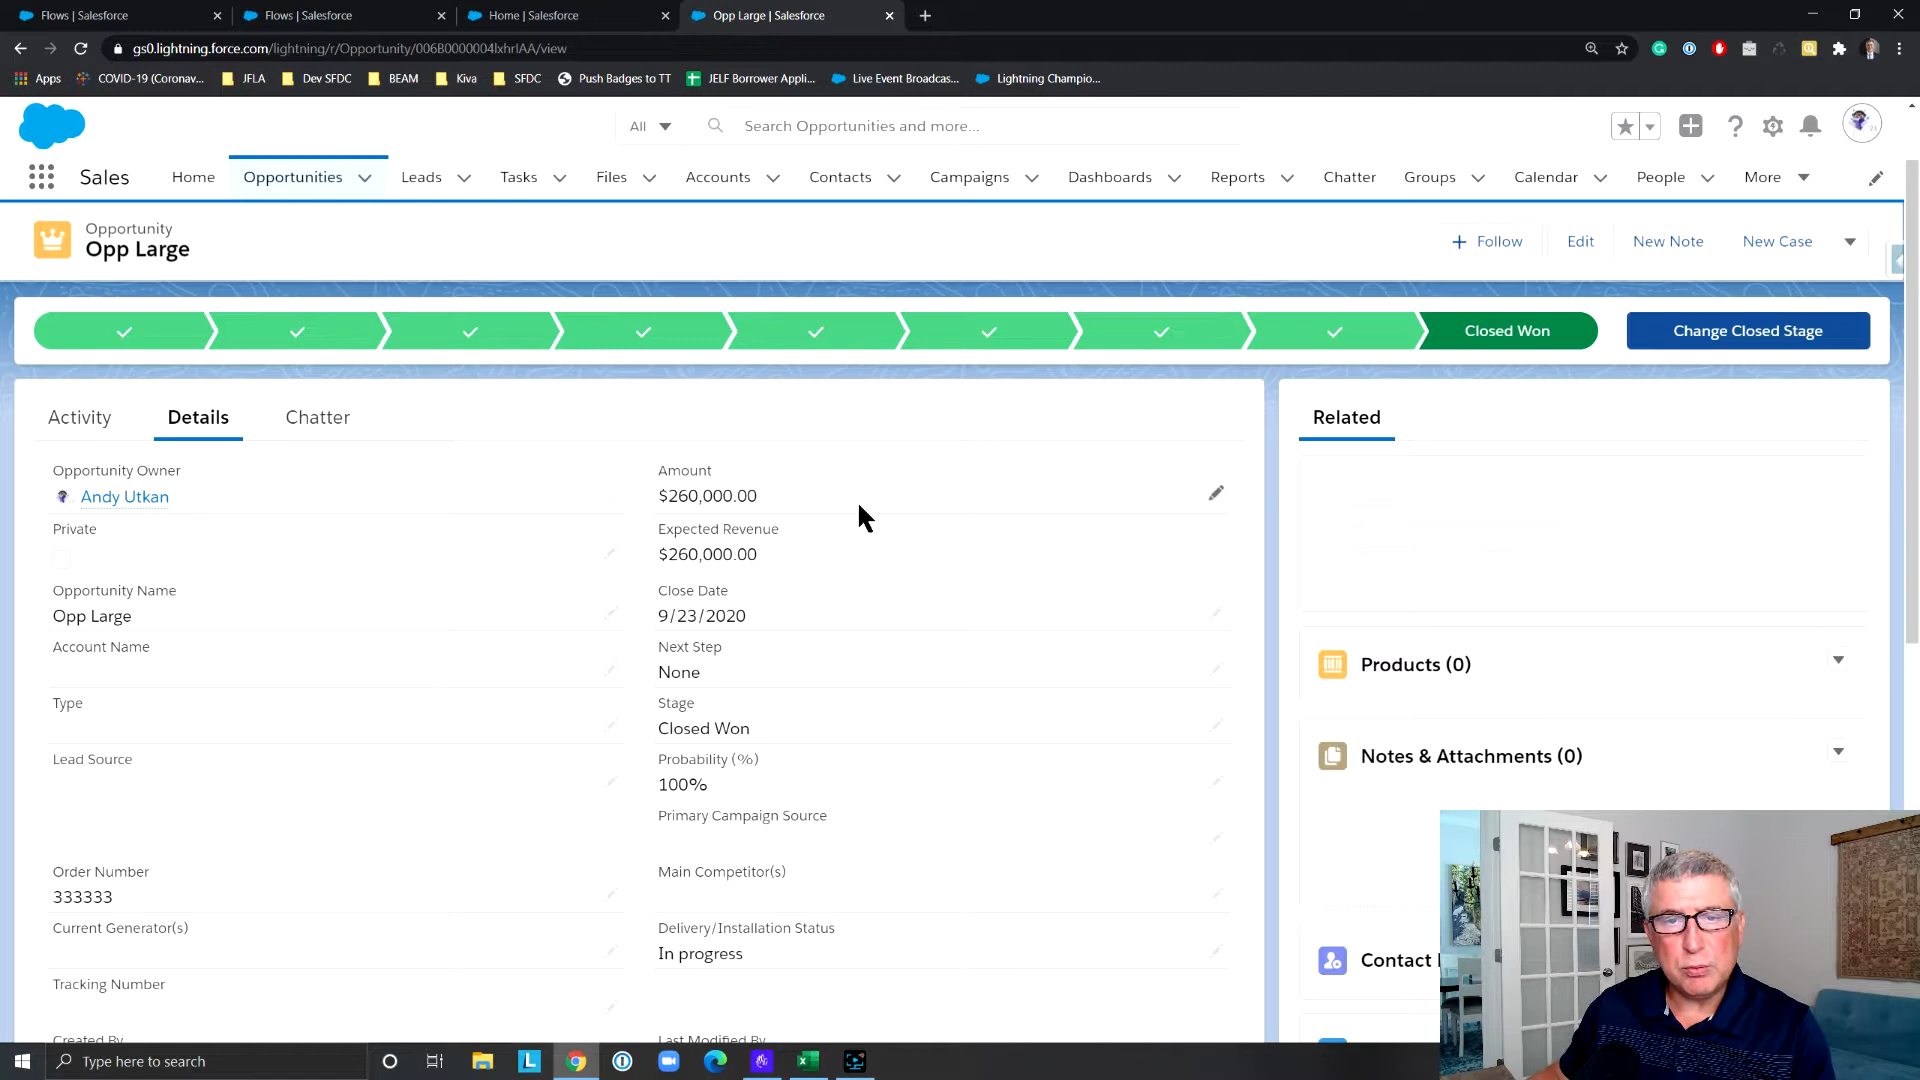 Flows | Salesforce
Flows | Salesforce
Home | Salesforce
Opp Large | Salesforce
gs0.lightning.force.com/lightning/r/Opportunity/006B0000004lxhrIAA/view
Apps
COVID-19 (Coronav...
JFLA
Dev SFDC
BEAM
Kiva
SFDC
Push Badges to TT
JELF Borrower Appli...
Live Event Broadcas...
Lightning Champio...
All
Search Opportunities and more...
Sales
Home
Opportunities
Leads
Tasks
Files
Accounts
Contacts
Campaigns
Dashboards
Reports
Chatter
Groups
Calendar
People
More
Opportunity
Opp Large
Follow
Edit
New Note
New Case
Closed Won
Change Closed Stage
Activity
Details
Chatter
Related
Opportunity Owner
Andy Utkan
Amount
$260,000.00
Private
Expected Revenue
$260,000.00
Opportunity Name
Opp Large
Close Date
9/23/2020
Account Name
Next Step
None
Type
Stage
Closed Won
Lead Source
Probability (%)
100%
Primary Campaign Source
Order Number
333333
Main Competitor(s)
Current Generator(s)
Delivery/Installation Status
In progress
Tracking Number
Created By
Last Modified By
Products (0)
Notes & Attachments (0)
Contact
Type here to search